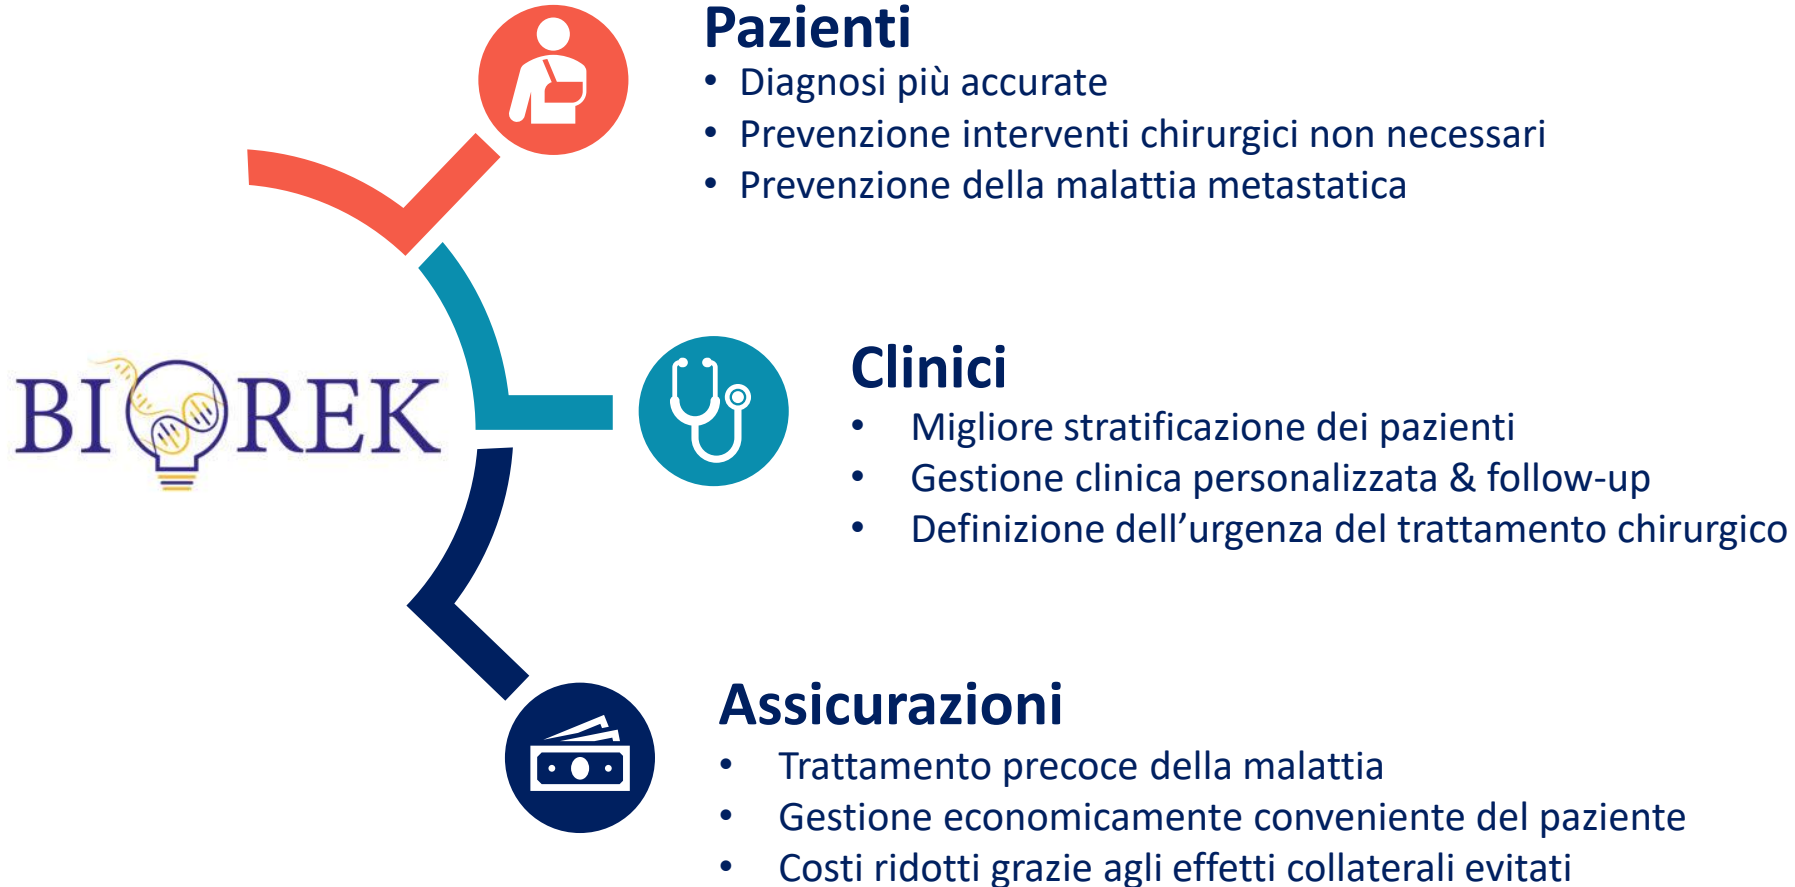 Pazienti
• Diagnosi più accurate
• Prevenzione interventi chirurgici non necessari
• Prevenzione della malattia metastatica
BIOREK
Clinici
• Migliore stratificazione dei pazienti
• Gestione clinica personalizzata & follow-up
• Definizione dell’urgenza del trattamento chirurgico
Assicurazioni
• Trattamento precoce della malattia
• Gestione economicamente conveniente del paziente
• Costi ridotti grazie agli effetti collaterali evitati